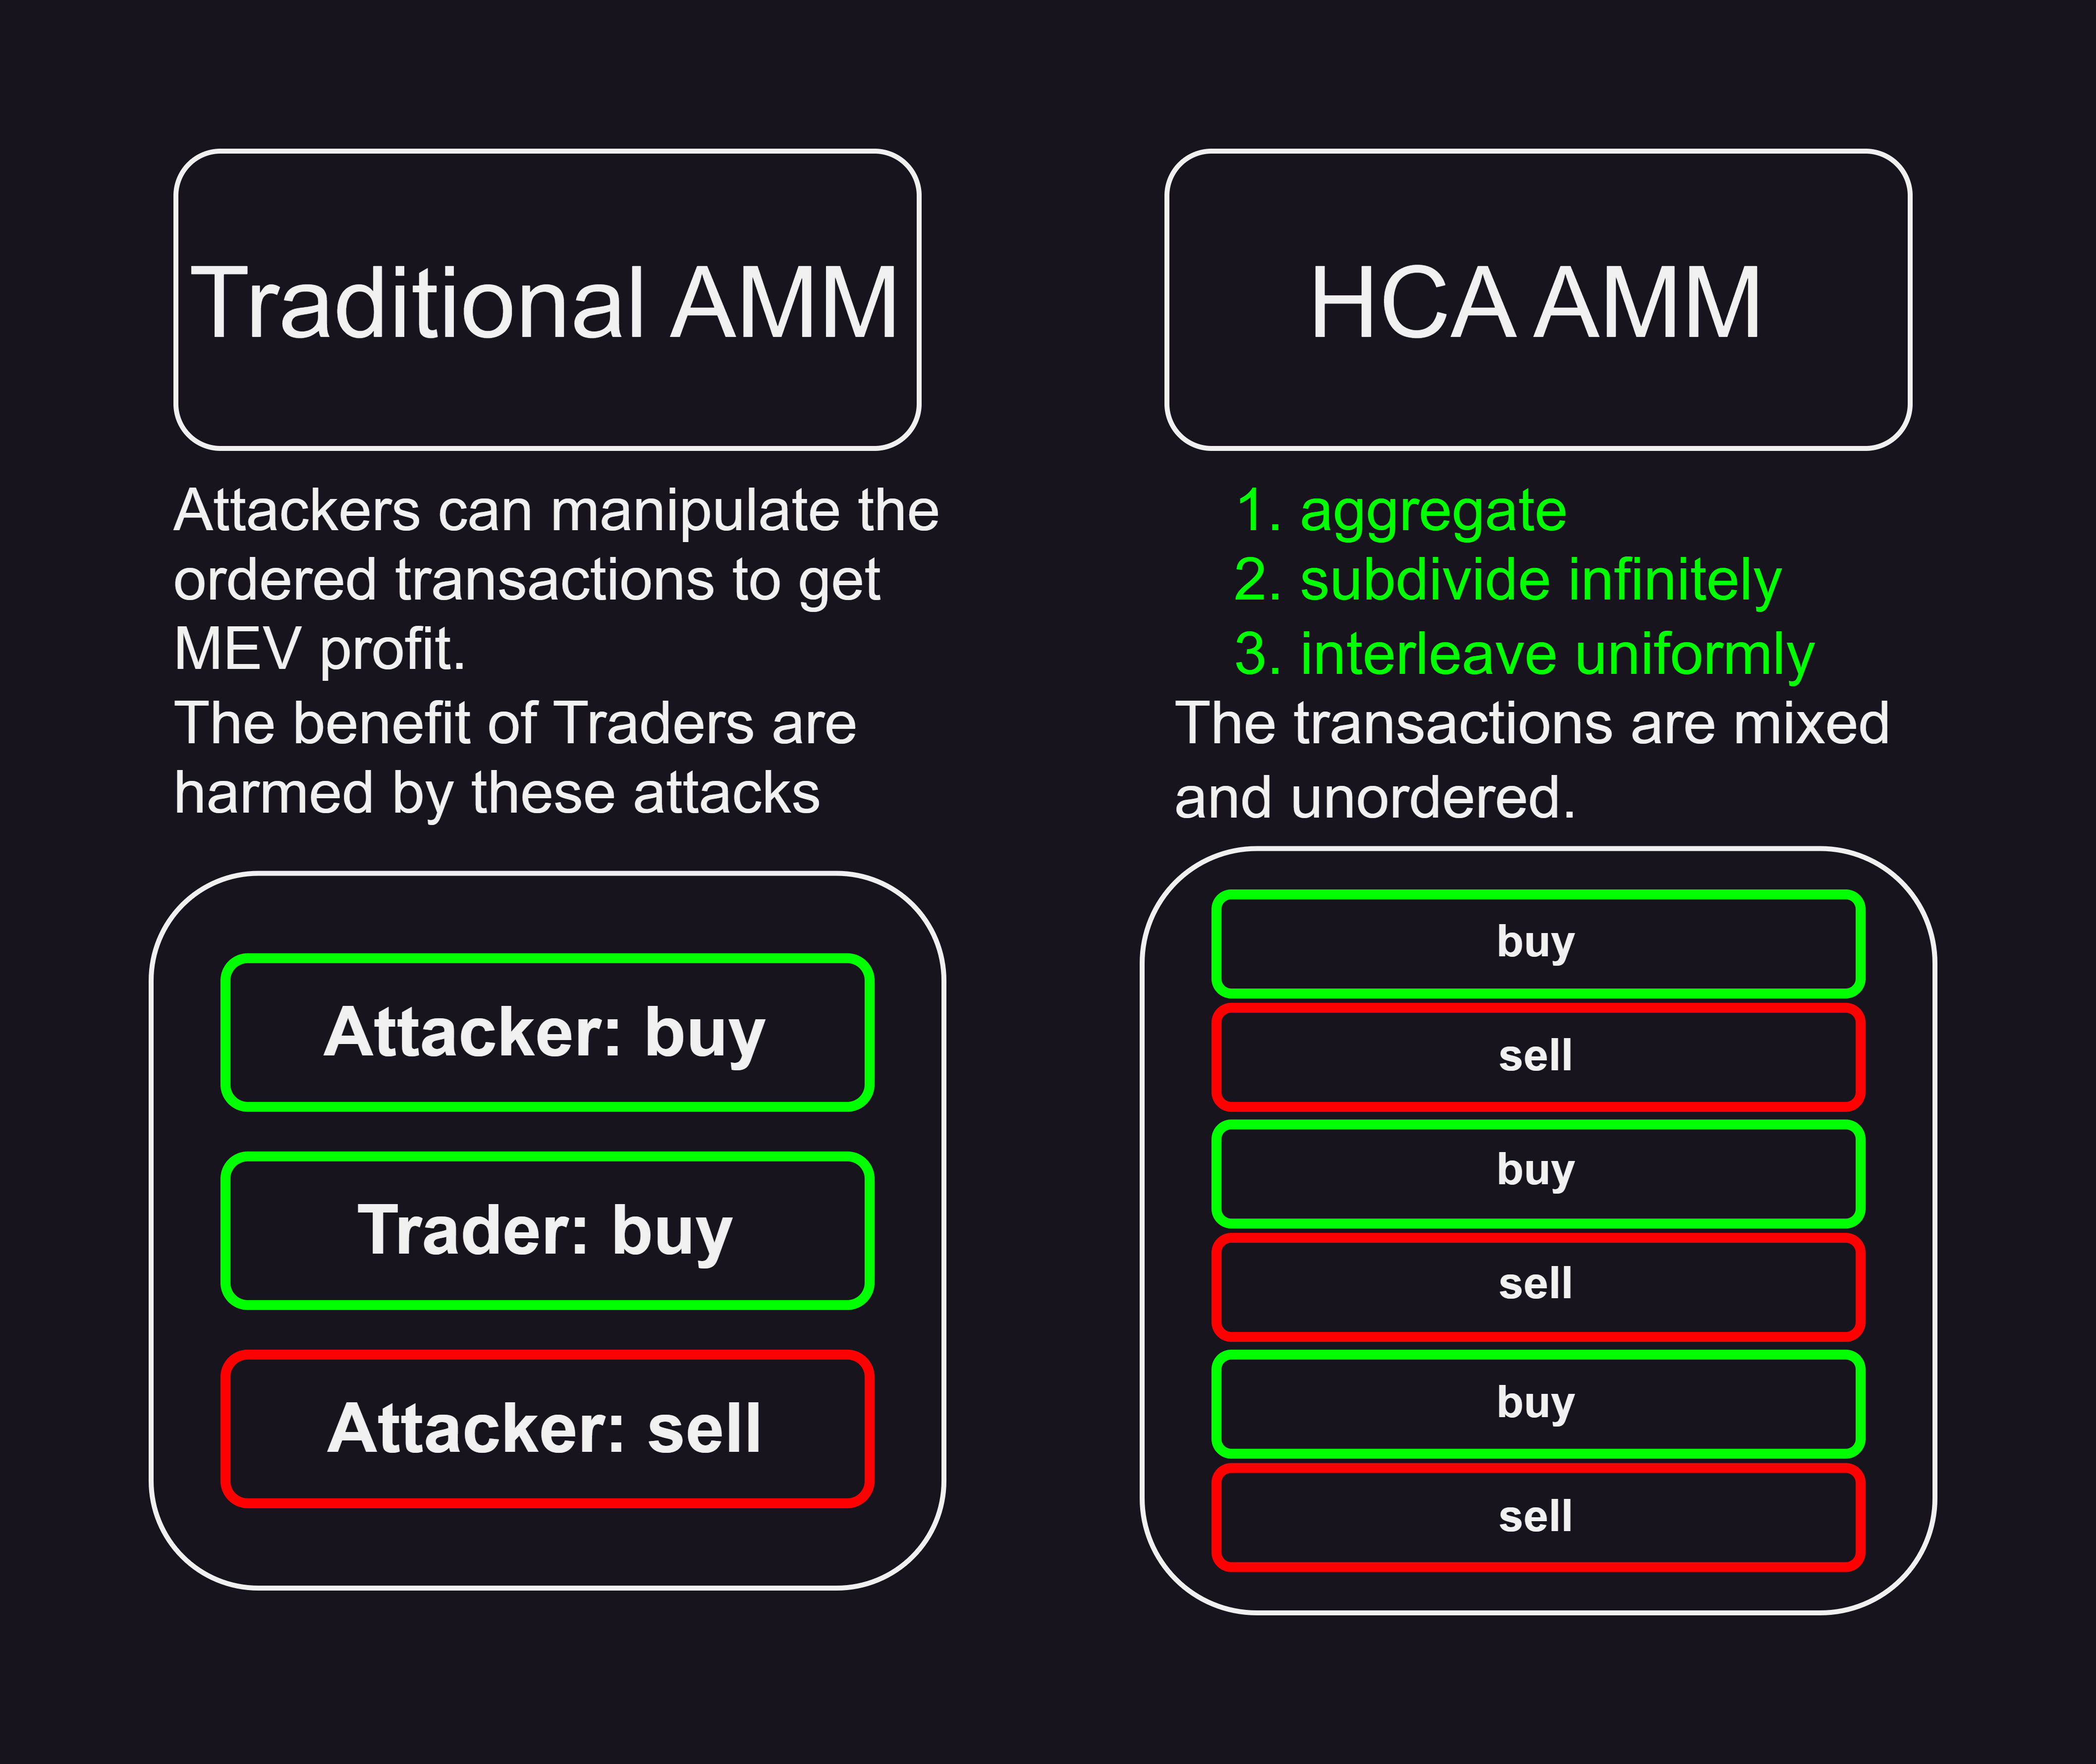 Traditional AMM
Attackers can manipulate the
ordered transactions to get
MEV profit.
The benefit of Traders are
harmed by these attacks
Attacker: buy
Trader: buy
Attacker: sell
HCA AMM
1. aggregate
2. subdivide infinitely
3. interleave uniformly
The transactions are mixed
and unordered.
buy
sell
buy
sell
buy
sell